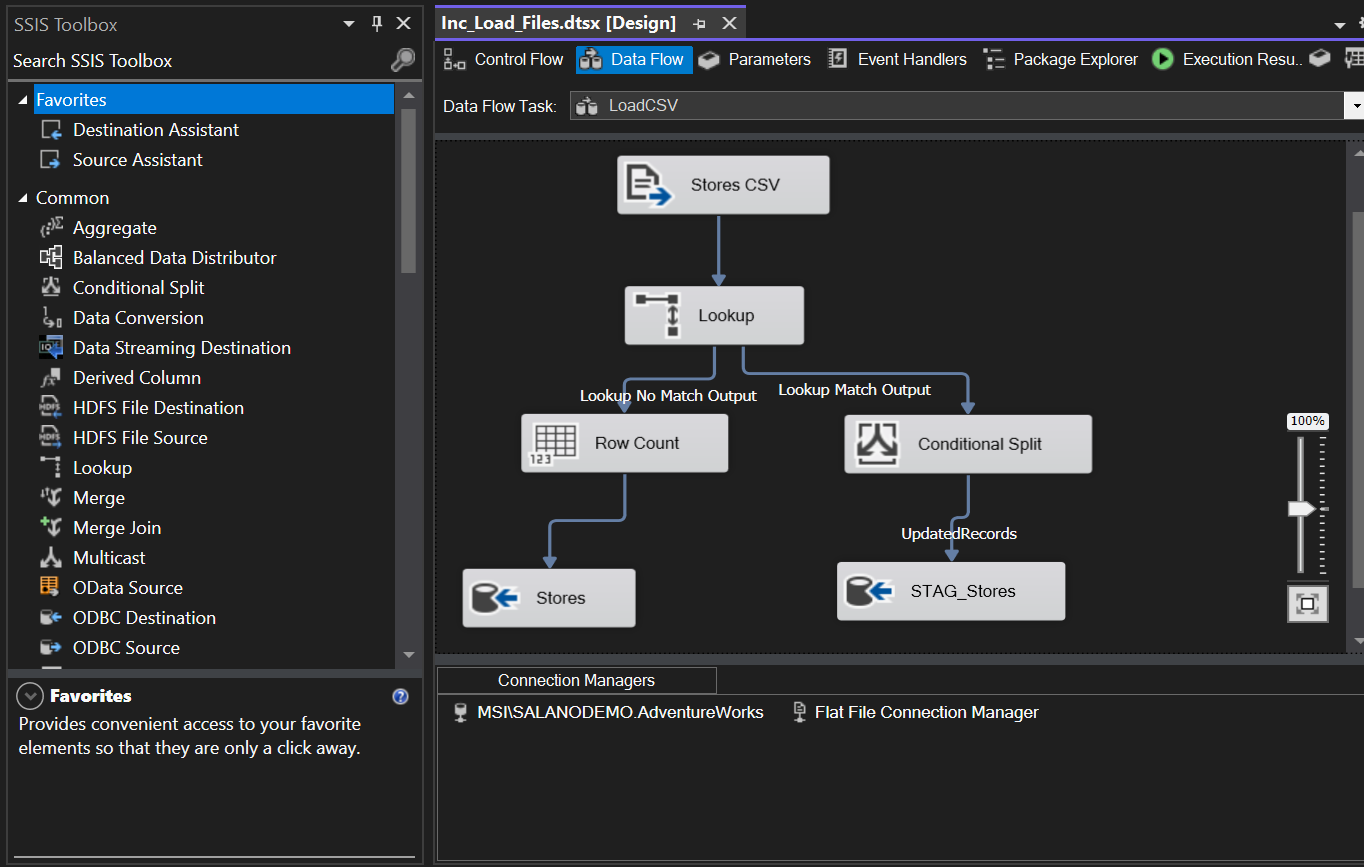 SSIS Toolbox
Search SSIS Toolbox
Favorites
Destination Assistant
Source Assistant
Common
Aggregate
Balanced Data Distributor
Conditional Split
Data Conversion
Data Streaming Destination
Derived Column
HDFS File Destination
HDFS File Source
Lookup
Merge
Merge Join
Multicast
OData Source
ODBC Destination
ODBC Source
Favorites
Provides convenient access to your favorite
elements so that they are only a click away.
Inc_Load_Files.dtsx [Design]
Control Flow Data Flow Parameters Event Handlers Package Explorer Execution Resu..
Data Flow Task: LoadCSV
Stores CSV
Lookup
Lookup No Match Output Lookup Match Output
123 Row Count Conditional Split
100%
UpdatedRecords
Stores STAG_Stores
Connection Managers
MSI\SALANODEMO.AdventureWorks Flat File Connection Manager